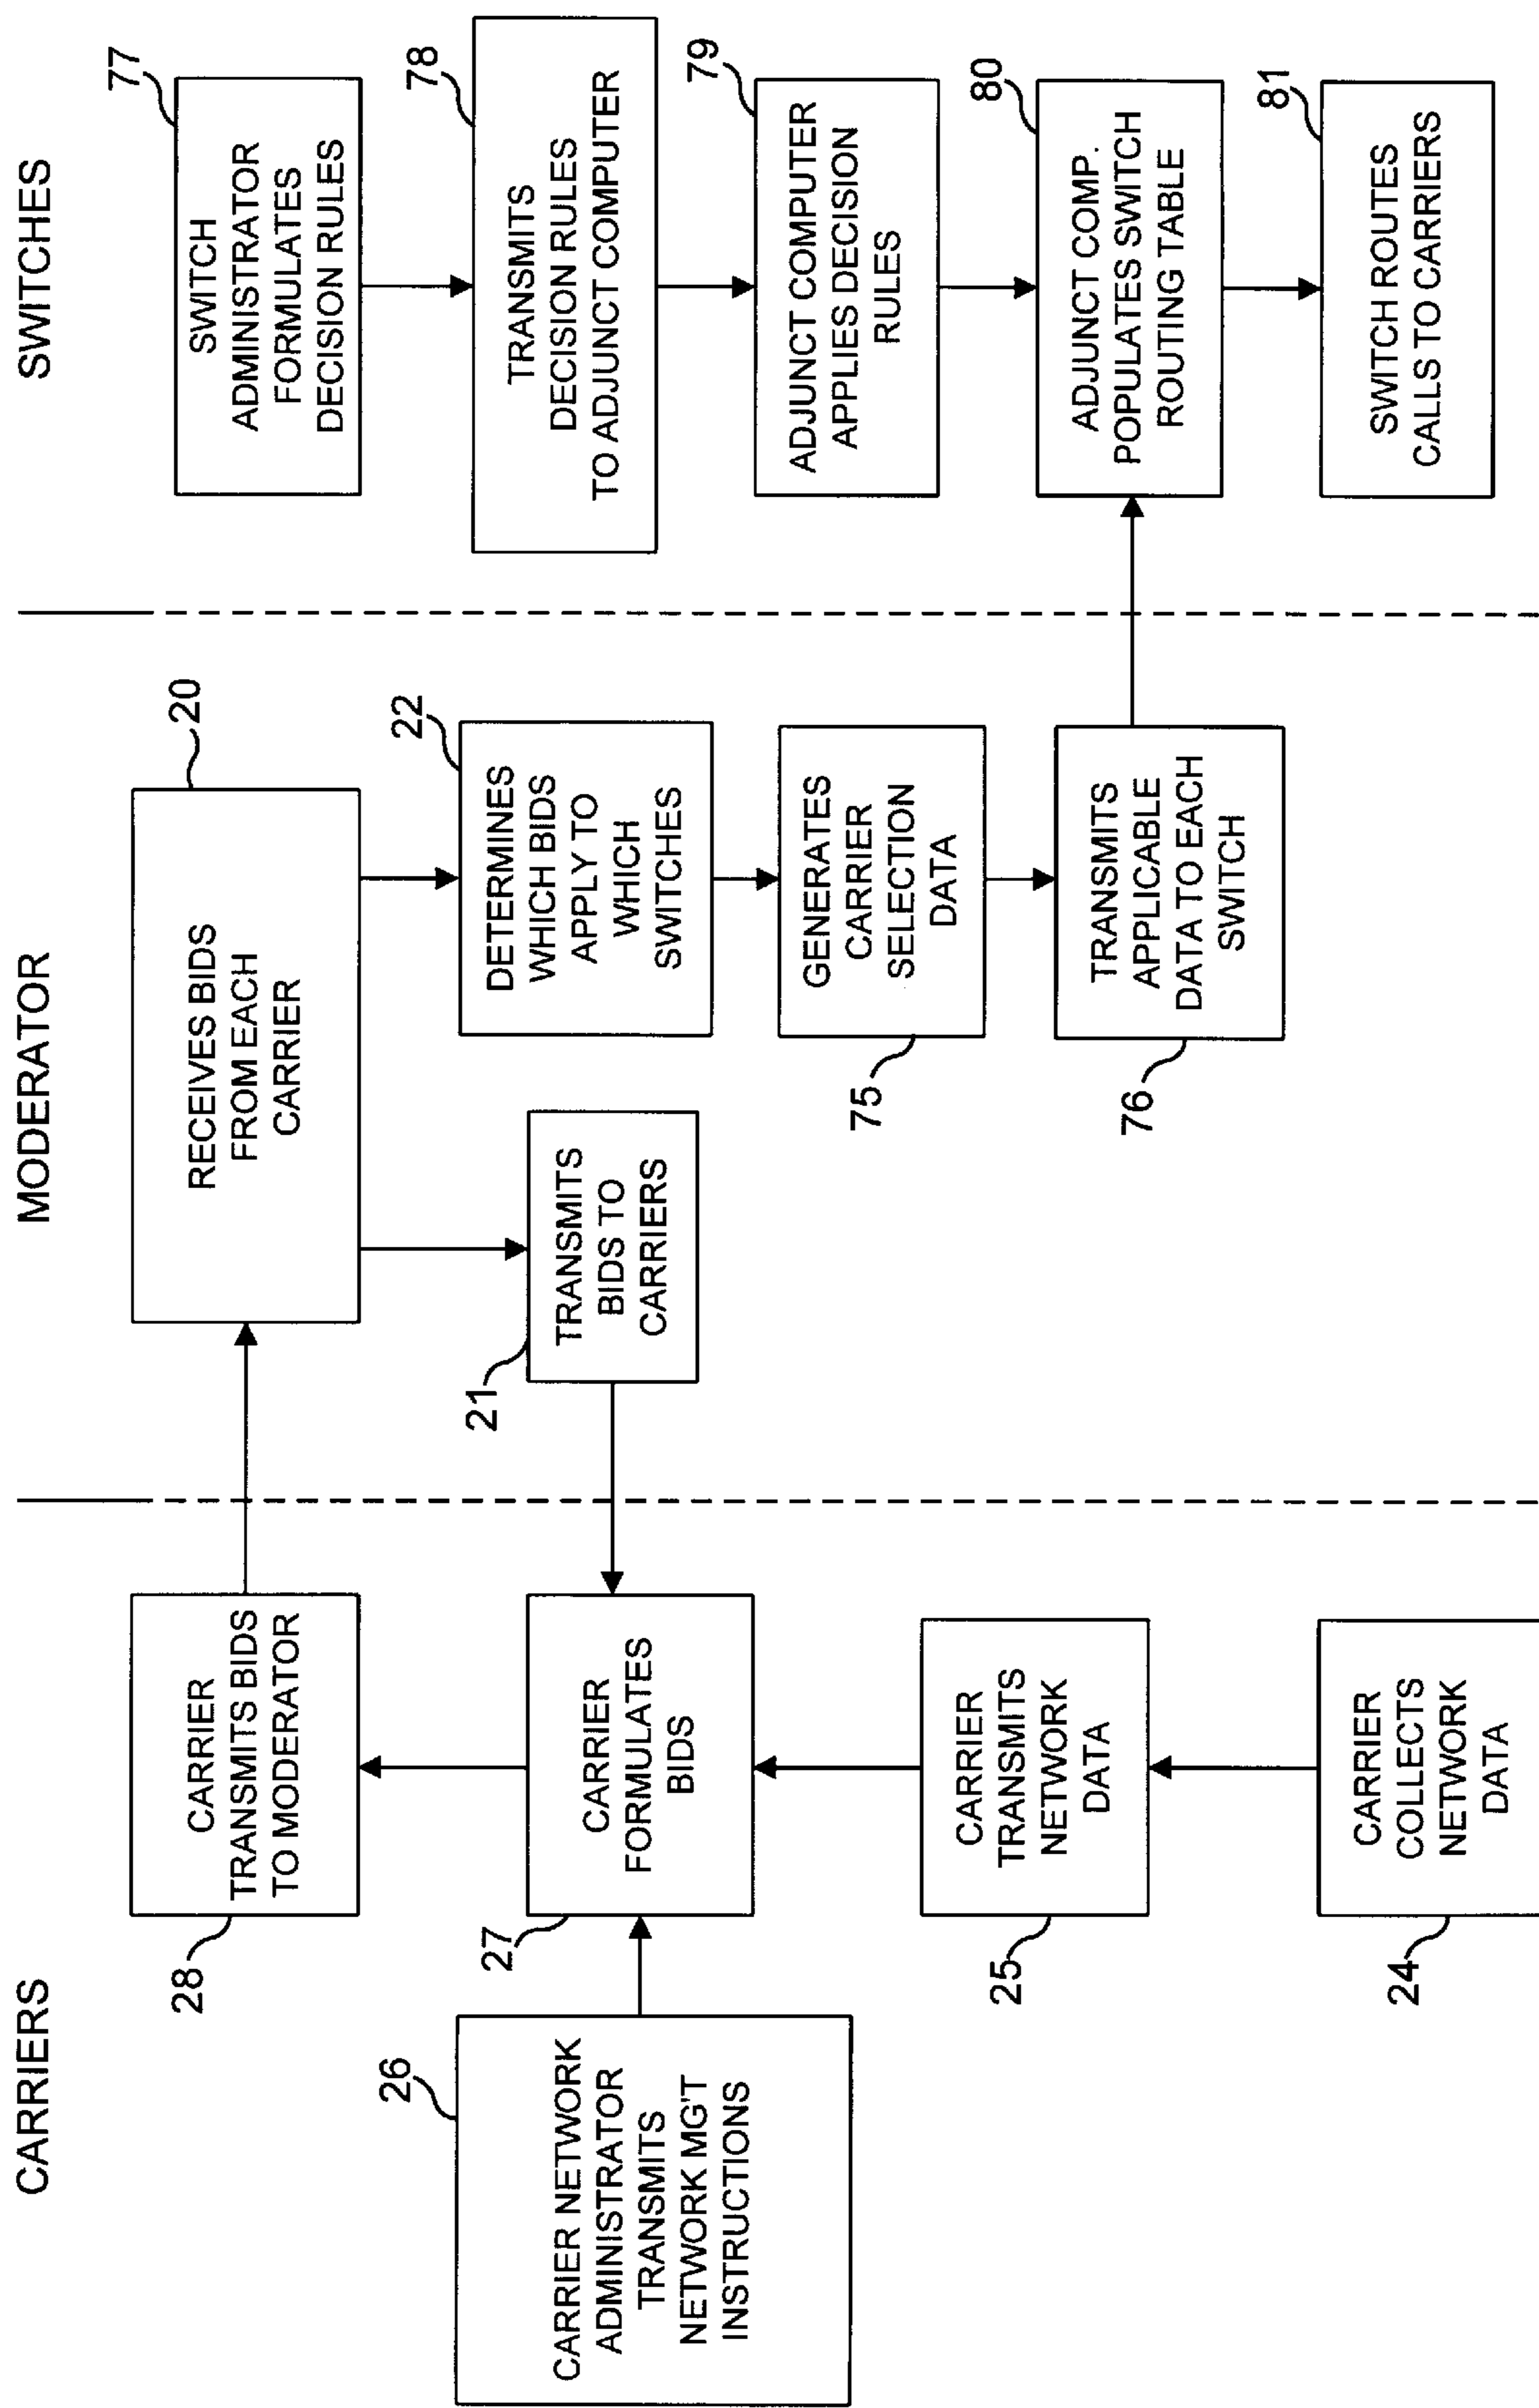 CARRIERS
MODERATOR
SWITCHES
28
CARRIER
TRANSMITS BIDS
TO MODERATOR
26
CARRIER NETWORK
ADMINISTRATOR
TRANSMITS
NETWORK MG'T
INSTRUCTIONS
27
CARRIER
FORMULATES
BIDS
25
CARRIER
TRANSMITS
NETWORK
DATA
24
CARRIER
COLLECTS
NETWORK
DATA
20
RECEIVES BIDS
FROM EACH
CARRIER
21
TRANSMITS
BIDS TO
CARRIERS
22
DETERMINES
WHICH BIDS
APPLY TO
WHICH
SWITCHES
75
GENERATES
CARRIER
SELECTION
DATA
76
TRANSMITS
APPLICABLE
DATA TO EACH
SWITCH
77
SWITCH
ADMINISTRATOR
FORMULATES
DECISION RULES
78
TRANSMITS
DECISION RULES
TO ADJUNCT COMPUTER
79
ADJUNCT COMPUTER
APPLIES DECISION
RULES
80
ADJUNCT COMP.
POPULATES SWITCH
ROUTING TABLE
81
SWITCH ROUTES
CALLS TO CARRIERS